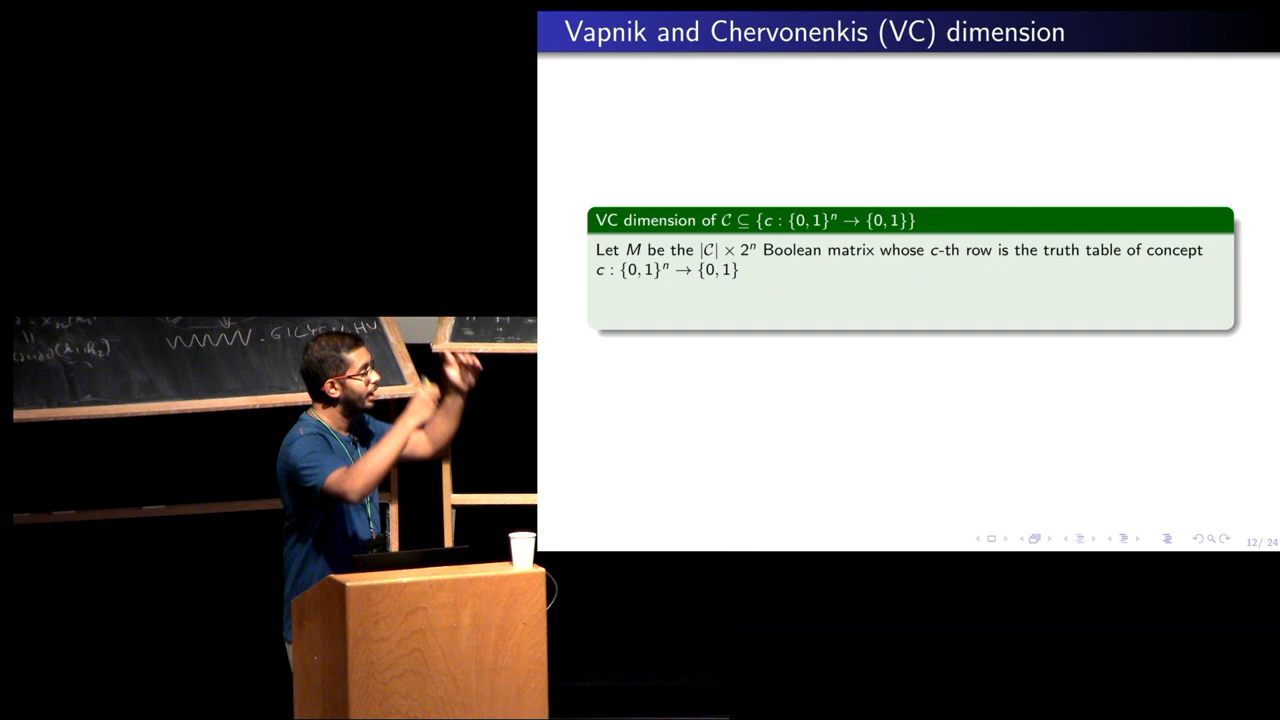 Vapnik and Chervonenkis (VC) dimension
VC dimension of 𝒞 ⊆ {c : {0, 1}ⁿ → {0, 1}}
Let M be the |𝒞| × 2ⁿ Boolean matrix whose c-th row is the truth table of concept
c : {0, 1}ⁿ → {0, 1}
12/ 24